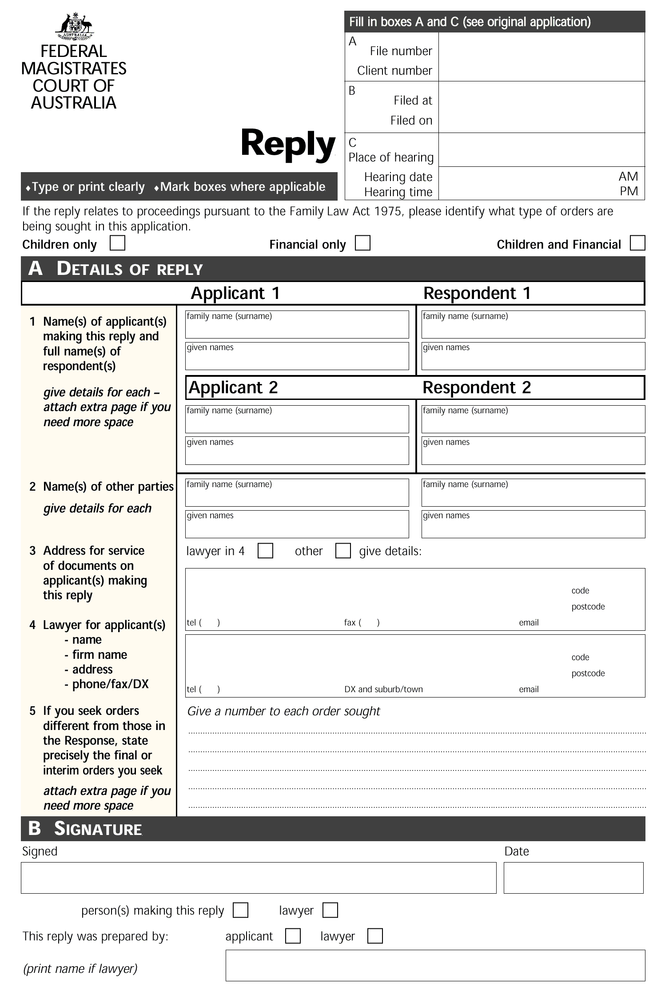 AUSTRALIA
FEDERAL
MAGISTRATES
COURT OF
AUSTRALIA
Reply
♦Type or print clearly ♦Mark boxes where applicable
Fill in boxes A and C (see original application)
A
File number
Client number
B
Filed at
Filed on
C
Place of hearing
Hearing date AM
Hearing time PM
If the reply relates to proceedings pursuant to the Family Law Act 1975, please identify what type of orders are
being sought in this application.
Children only Financial only Children and Financial
A DETAILS OF REPLY
Applicant 1 Respondent 1
1 Name(s) of applicant(s)
making this reply and
full name(s) of
respondent(s)
give details for each –
attach extra page if you
need more space
family name (surname) family name (surname)
given names given names
Applicant 2 Respondent 2
family name (surname) family name (surname)
given names given names
2 Name(s) of other parties
give details for each
family name (surname) family name (surname)
given names given names
3 Address for service
of documents on
applicant(s) making
this reply
lawyer in 4 other give details:
code
postcode
tel ( ) fax ( ) email
4 Lawyer for applicant(s)
- name
- firm name
- address
- phone/fax/DX
code
postcode
tel ( ) DX and suburb/town email
5 If you seek orders
different from those in
the Response, state
precisely the final or
interim orders you seek
attach extra page if you
need more space
Give a number to each order sought
B SIGNATURE
Signed Date
person(s) making this reply lawyer
This reply was prepared by: applicant lawyer
(print name if lawyer)